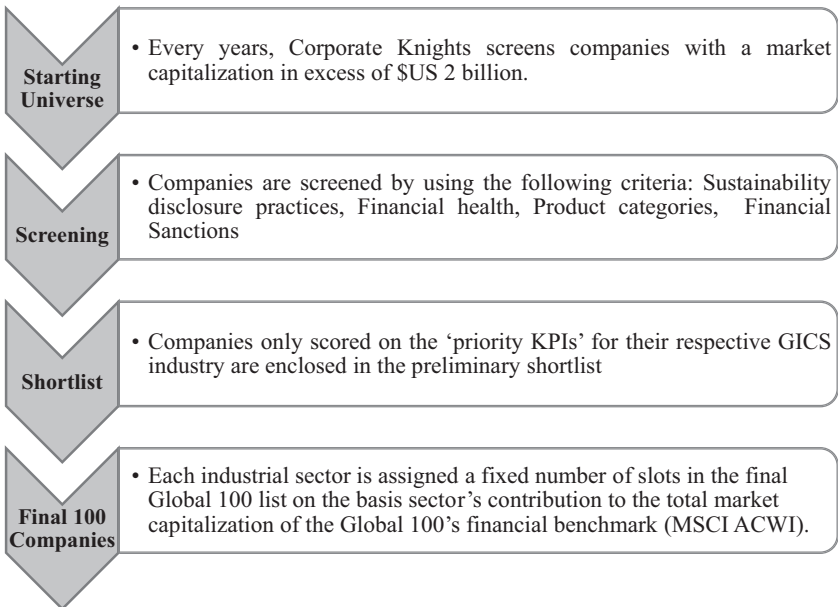 Starting
Universe
• Every years, Corporate Knights screens companies with a market
capitalization in excess of $US 2 billion.
Screening
• Companies are screened by using the following criteria: Sustainability
disclosure practices, Financial health, Product categories, Financial
Sanctions
Shortlist
• Companies only scored on the ‘priority KPIs’ for their respective GICS
industry are enclosed in the preliminary shortlist
Final 100
Companies
• Each industrial sector is assigned a fixed number of slots in the final
Global 100 list on the basis sector’s contribution to the total market
capitalization of the Global 100’s financial benchmark (MSCI ACWI).